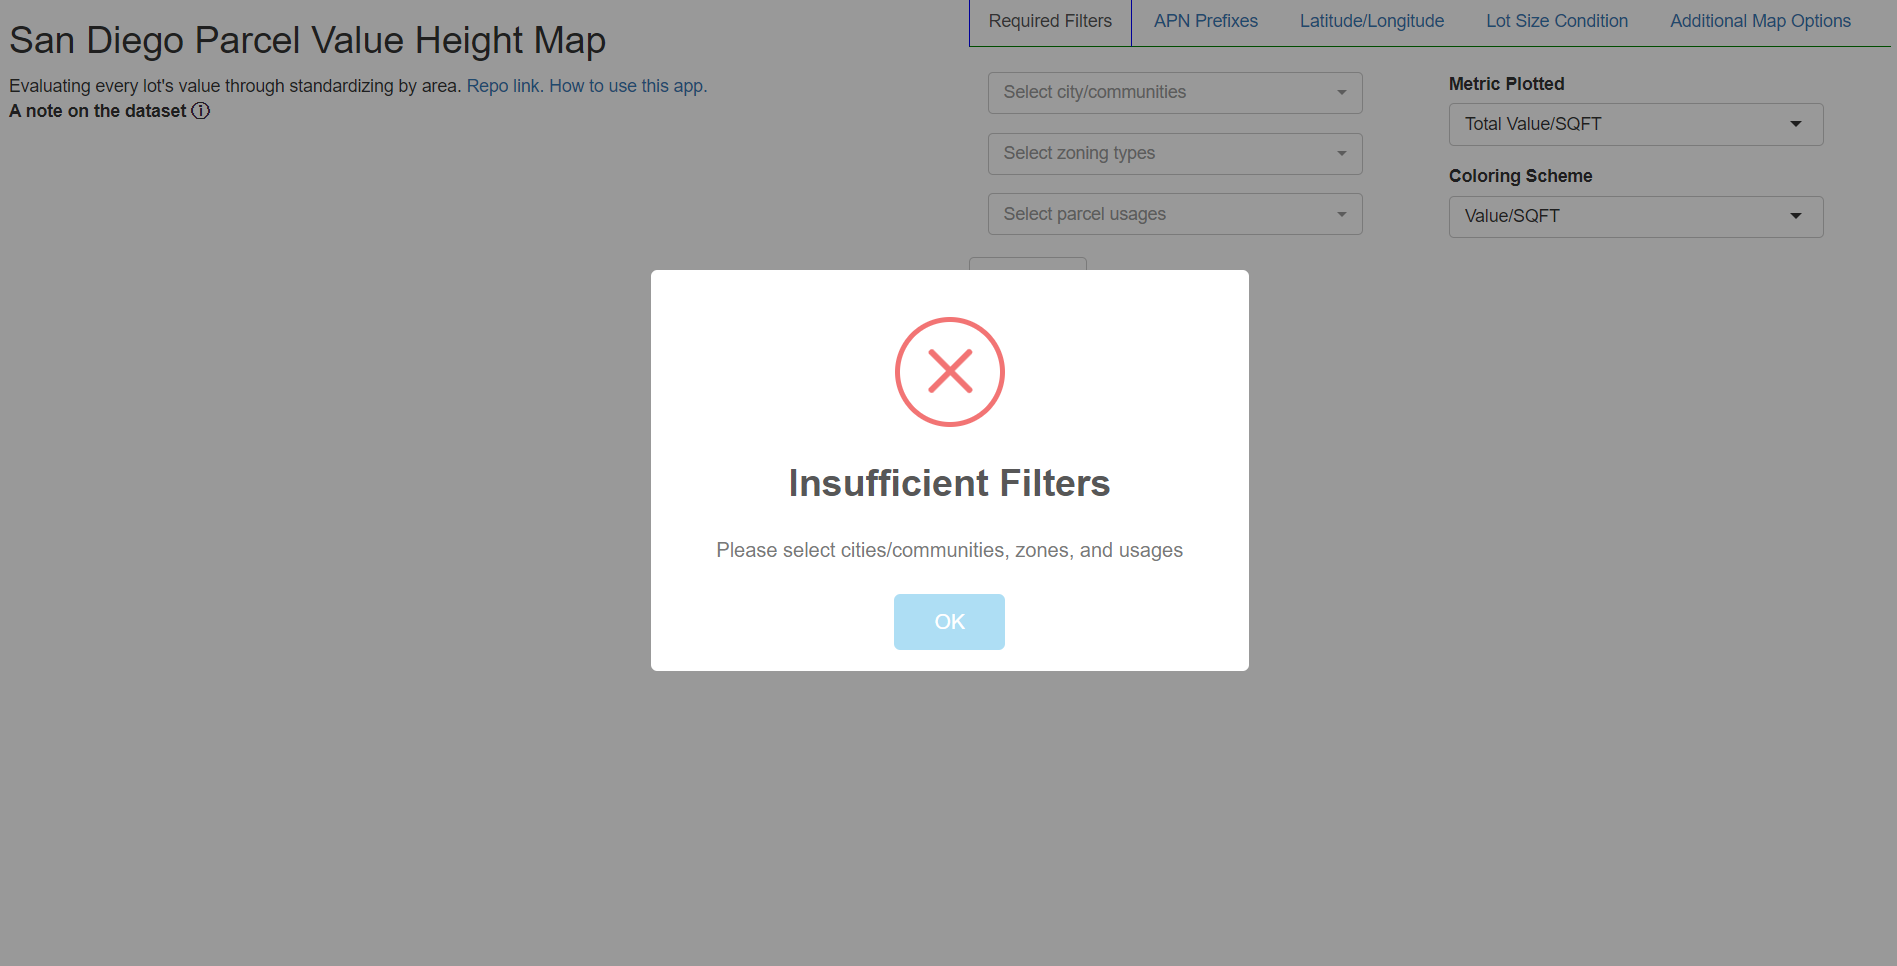 San Diego Parcel Value Height Map
Evaluating every lot's value through standardizing by area. Repo link. How to use this app.
A note on the dataset
Required Filters
APN Prefixes
Latitude/Longitude
Lot Size Condition
Additional Map Options
Select city/communities
Select zoning types
Select parcel usages
Metric Plotted
Total Value/SQFT
Coloring Scheme
Value/SQFT
Insufficient Filters
Please select cities/communities, zones, and usages
OK